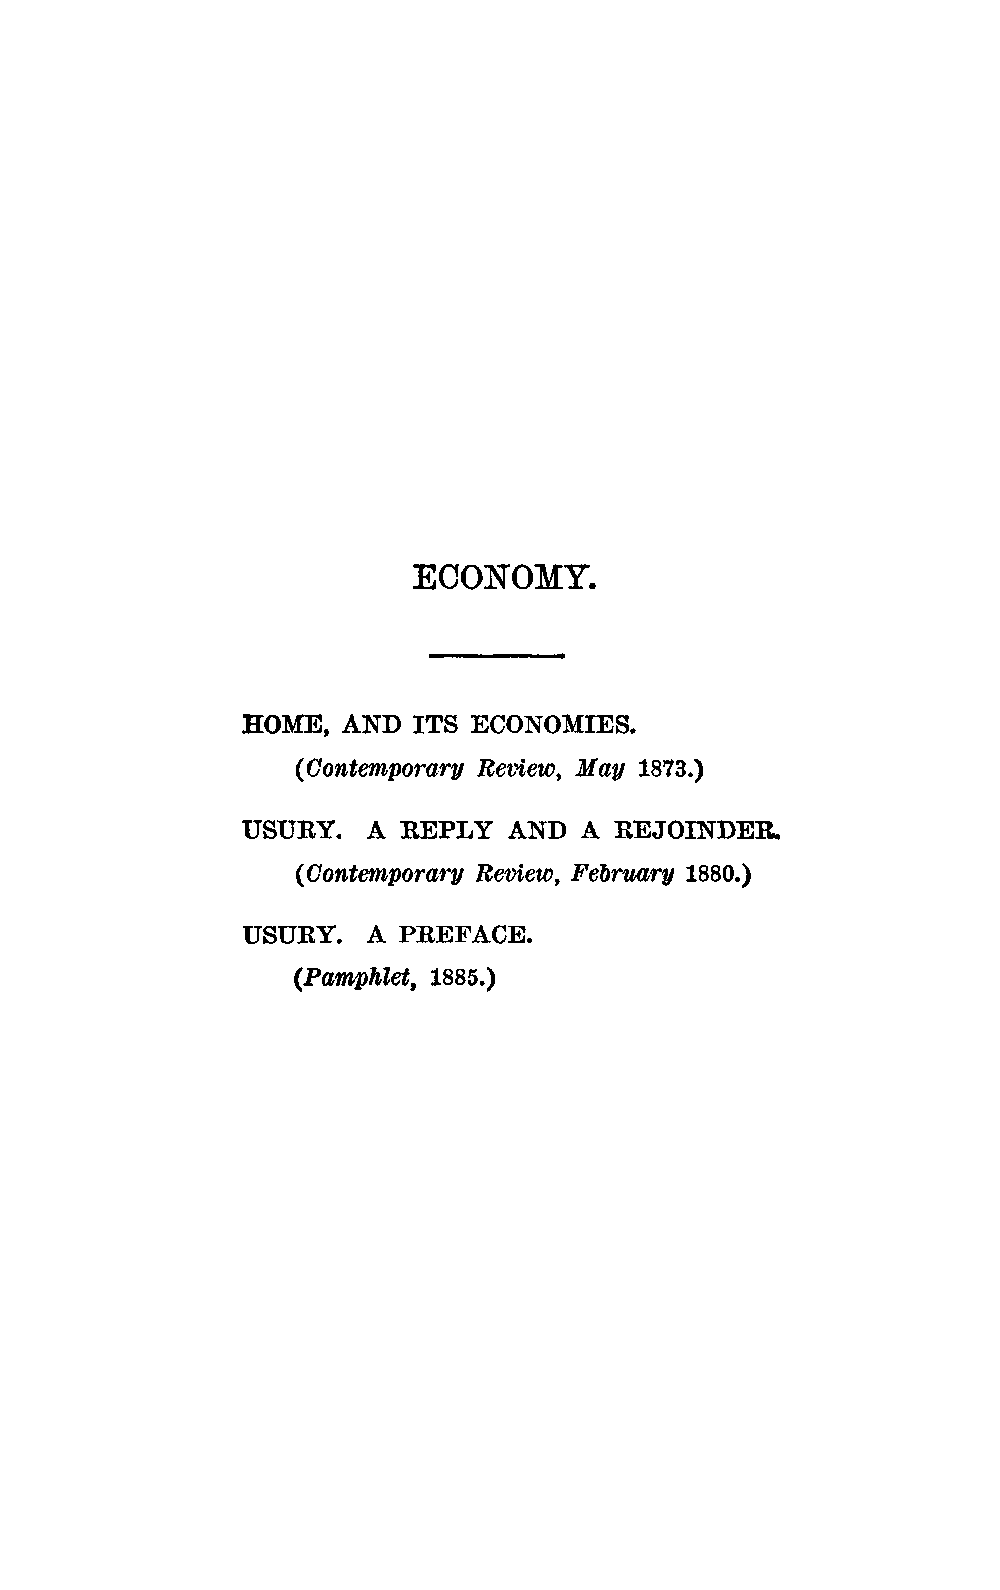 ECONOMY.
HOME, AND ITS ECONOMIES.
(Contemporary Review, May 1873.)
USURY. A REPLY AND A REJOINDER.
(Contemporary Review, February 1880.)
USURY. A PREFACE.
(Pamphlet, 1885.)